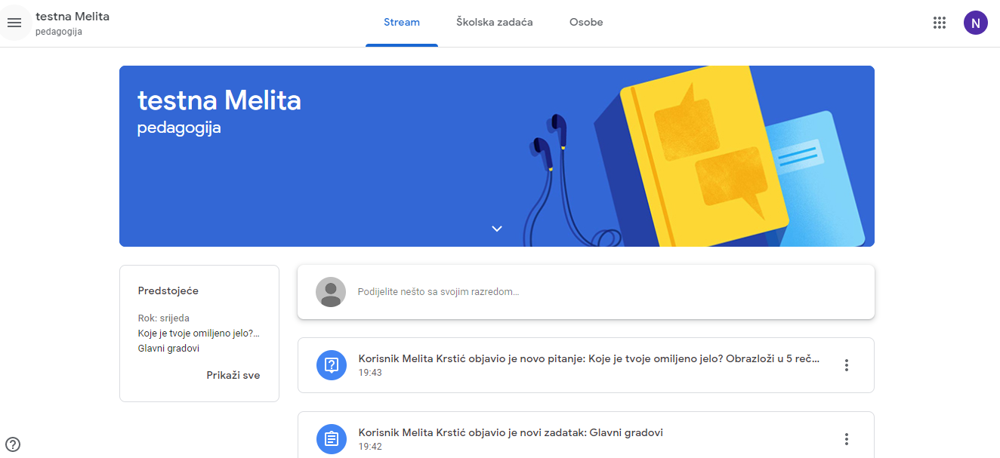 testna Melita
pedagogija
Stream
Školska zadaća
Osobe
N
testna Melita
pedagogija
Predstojeće
Rok: srijeda
Koje je tvoje omiljeno jelo?...
Glavni gradovi
Prikaži sve
Podijelite nešto sa svojim razredom...
Korisnik Melita Krstić objavio je novo pitanje: Koje je tvoje omiljeno jelo? Obrazloži u 5 reč...
19:43
Korisnik Melita Krstić objavio je novi zadatak: Glavni gradovi
19:42